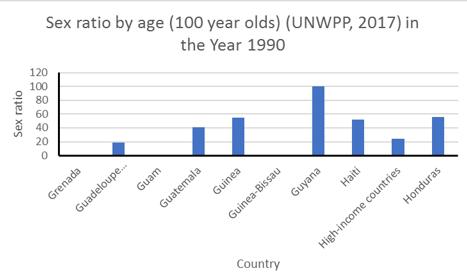 Sex ratio by age (100 year olds) (UNWPP, 2017) in
the Year 1990
120
100
80
60
40
20
0
Sex ratio
Grenada
Guadeloupe...
Guam
Guatemala
Guinea
Guinea-Bissau
Guyana
Haiti
High-income countries
Honduras
Country